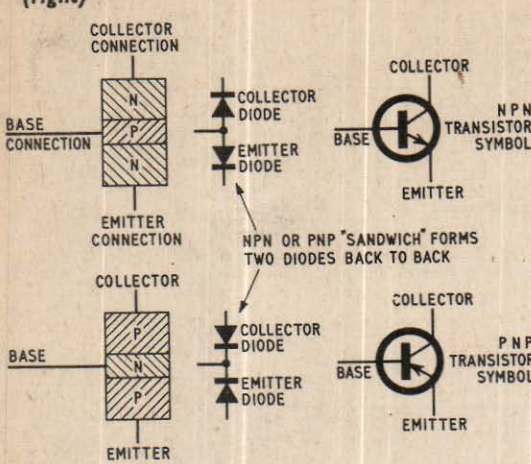 (right)
COLLECTOR
CONNECTION
N
P
N
BASE
CONNECTION
EMITTER
CONNECTION
COLLECTOR
DIODE
EMITTER
DIODE
COLLECTOR
BASE
EMITTER
NPN
TRANSISTOR
SYMBOL
NPN OR PNP "SANDWICH" FORMS
TWO DIODES BACK TO BACK
COLLECTOR
P
N
P
BASE
EMITTER
COLLECTOR
DIODE
EMITTER
DIODE
COLLECTOR
BASE
EMITTER
PNP
TRANSISTOR
SYMBOL